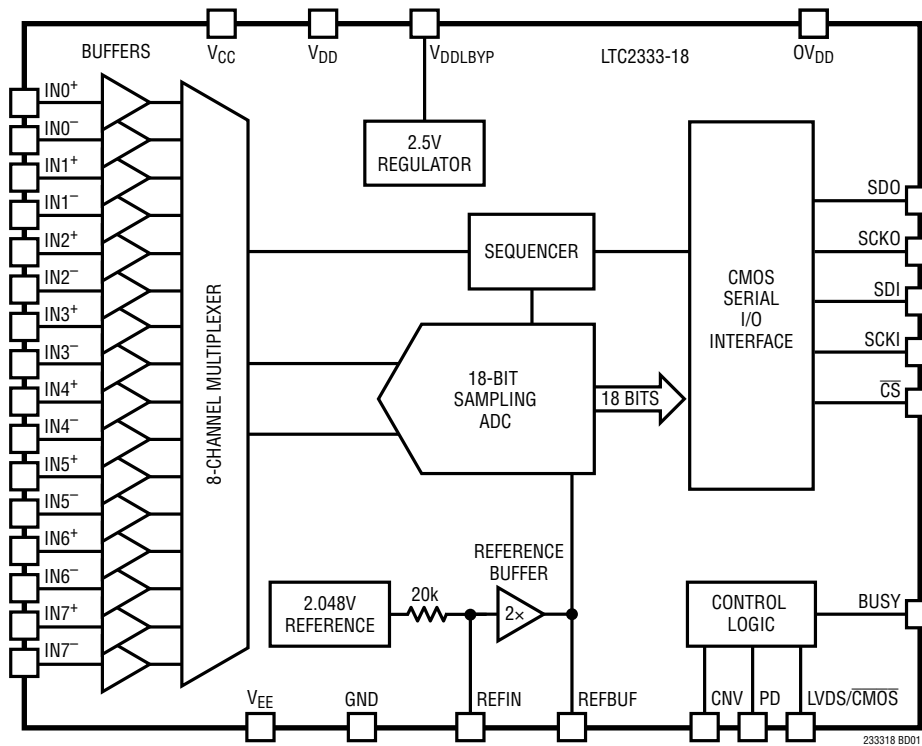 BUFFERS
VCC
VDD
VDDLBYP
LTC2333-18
OVDD
IN0+
IN0−
IN1+
IN1−
IN2+
IN2−
IN3+
IN3−
IN4+
IN4−
IN5+
IN5−
IN6+
IN6−
IN7+
IN7−
8-CHANNEL MULTIPLEXER
2.5V
REGULATOR
SEQUENCER
18-BIT
SAMPLING
ADC
18 BITS
CMOS
SERIAL
I/O
INTERFACE
SDO
SCKO
SDI
SCKI
C̅S̅
2.048V
REFERENCE
20k
REFERENCE
BUFFER
2×
CONTROL
LOGIC
BUSY
VEE
GND
REFIN
REFBUF
CNV
PD
LVDS/C̅M̅O̅S̅
233318 BD01